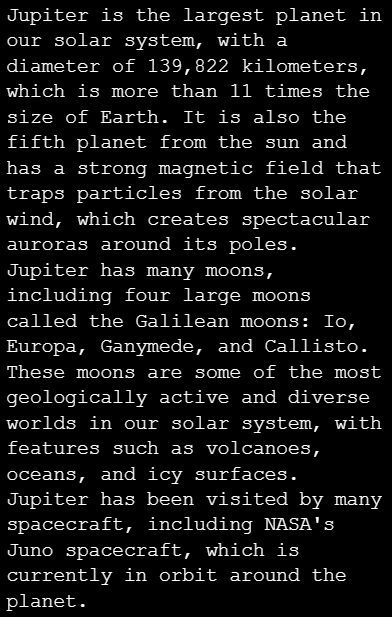 Jupiter is the largest planet in
our solar system, with a
diameter of 139,822 kilometers,
which is more than 11 times the
size of Earth. It is also the
fifth planet from the sun and
has a strong magnetic field that
traps particles from the solar
wind, which creates spectacular
auroras around its poles.
Jupiter has many moons,
including four large moons
called the Galilean moons: Io,
Europa, Ganymede, and Callisto.
These moons are some of the most
geologically active and diverse
worlds in our solar system, with
features such as volcanoes,
oceans, and icy surfaces.
Jupiter has been visited by many
spacecraft, including NASA's
Juno spacecraft, which is
currently in orbit around the
planet.